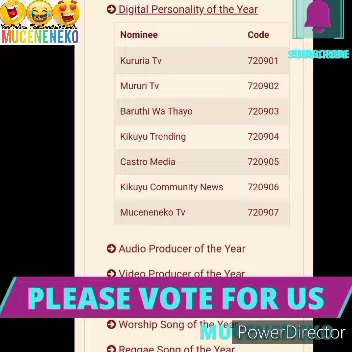 Digital Personality of the Year
MUCENENEKO
SUBSCRIBE
Nominee Code
Kururia Tv 720901
Mururi Tv 720902
Baruthi Wa Thayo 720903
Kikuyu Trending 720904
Castro Media 720905
Kikuyu Community News 720906
Muceneneko Tv 720907
Audio Producer of the Year
Video Producer of the Year
PLEASE VOTE FOR US
Worship Song of the Year
PowerDirector
Reggae Song of the Year